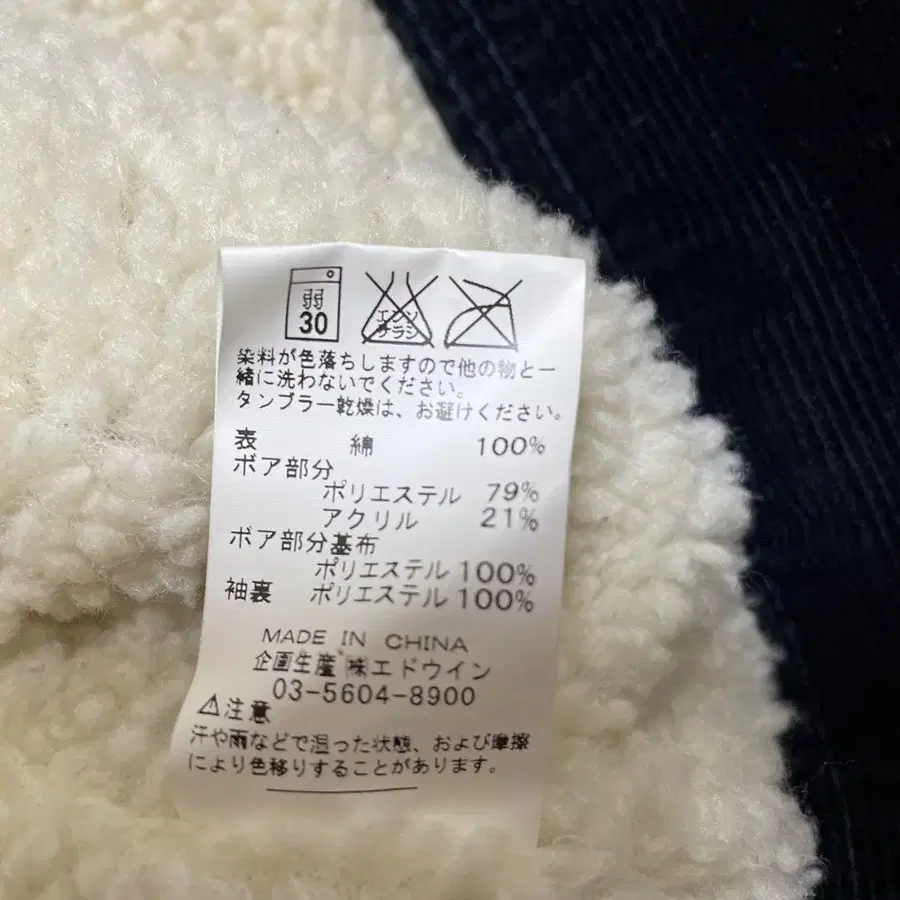 弱
30
エンソ
サラシ
染料が色落ちしますので他の物と一
緒に洗わないでください。
タンブラー乾燥は、お避けください。
表 綿 100%
ボア部分
ポリエステル 79%
アクリル 21%
ボア部分基布
ポリエステル 100%
袖裏 ポリエステル 100%
MADE IN CHINA
企画生産 ㈱エドウイン
03-5604-8900
⚠注意
汗や雨などで湿った状態、および摩擦
により色移りすることがあります。